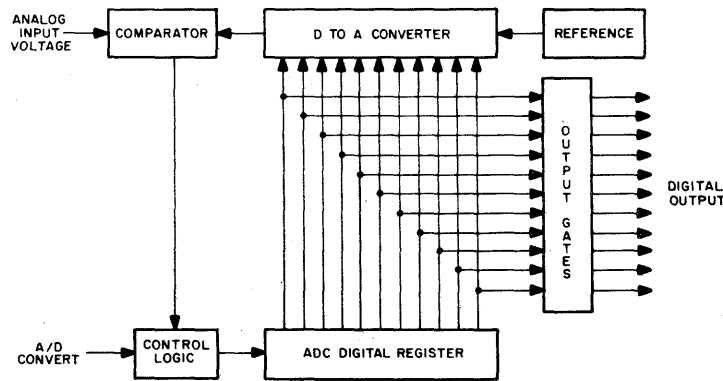 ANALOG
INPUT
VOLTAGE
COMPARATOR
D TO A CONVERTER
REFERENCE
OUTPUT GATES
DIGITAL
OUTPUT
A/D
CONVERT
CONTROL
LOGIC
ADC DIGITAL REGISTER